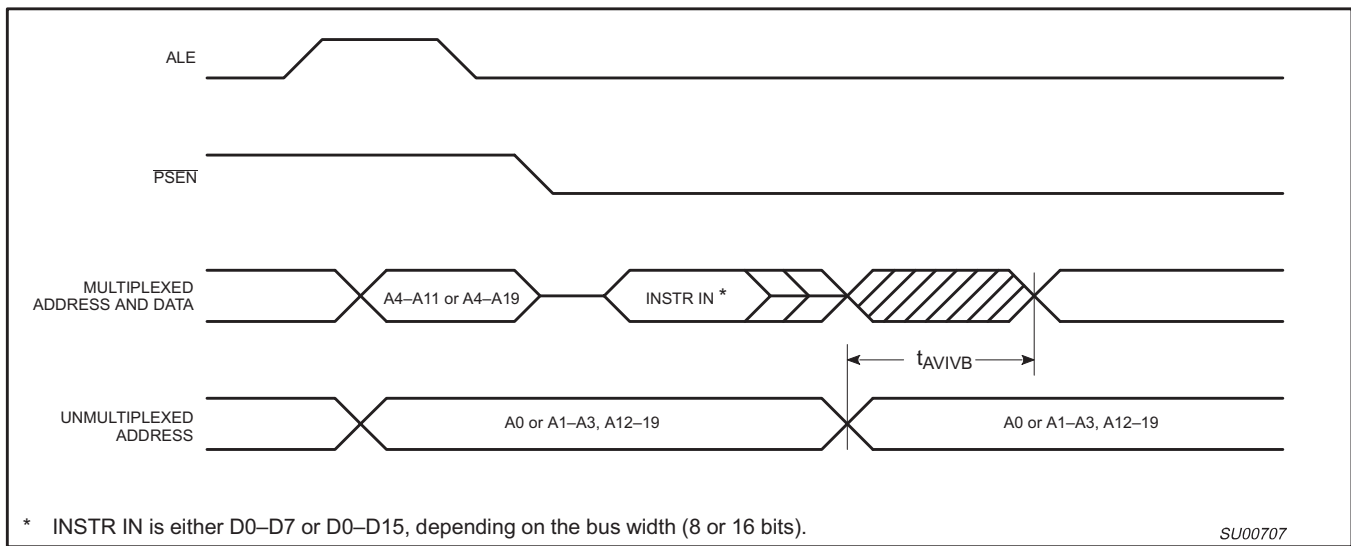 ALE
PSEN
MULTIPLEXED
ADDRESS AND DATA
A4–A11 or A4–A19
INSTR IN *
tAVIVB
UNMULTIPLEXED
ADDRESS
A0 or A1–A3, A12–19
A0 or A1–A3, A12–19
* INSTR IN is either D0–D7 or D0–D15, depending on the bus width (8 or 16 bits).
SU00707